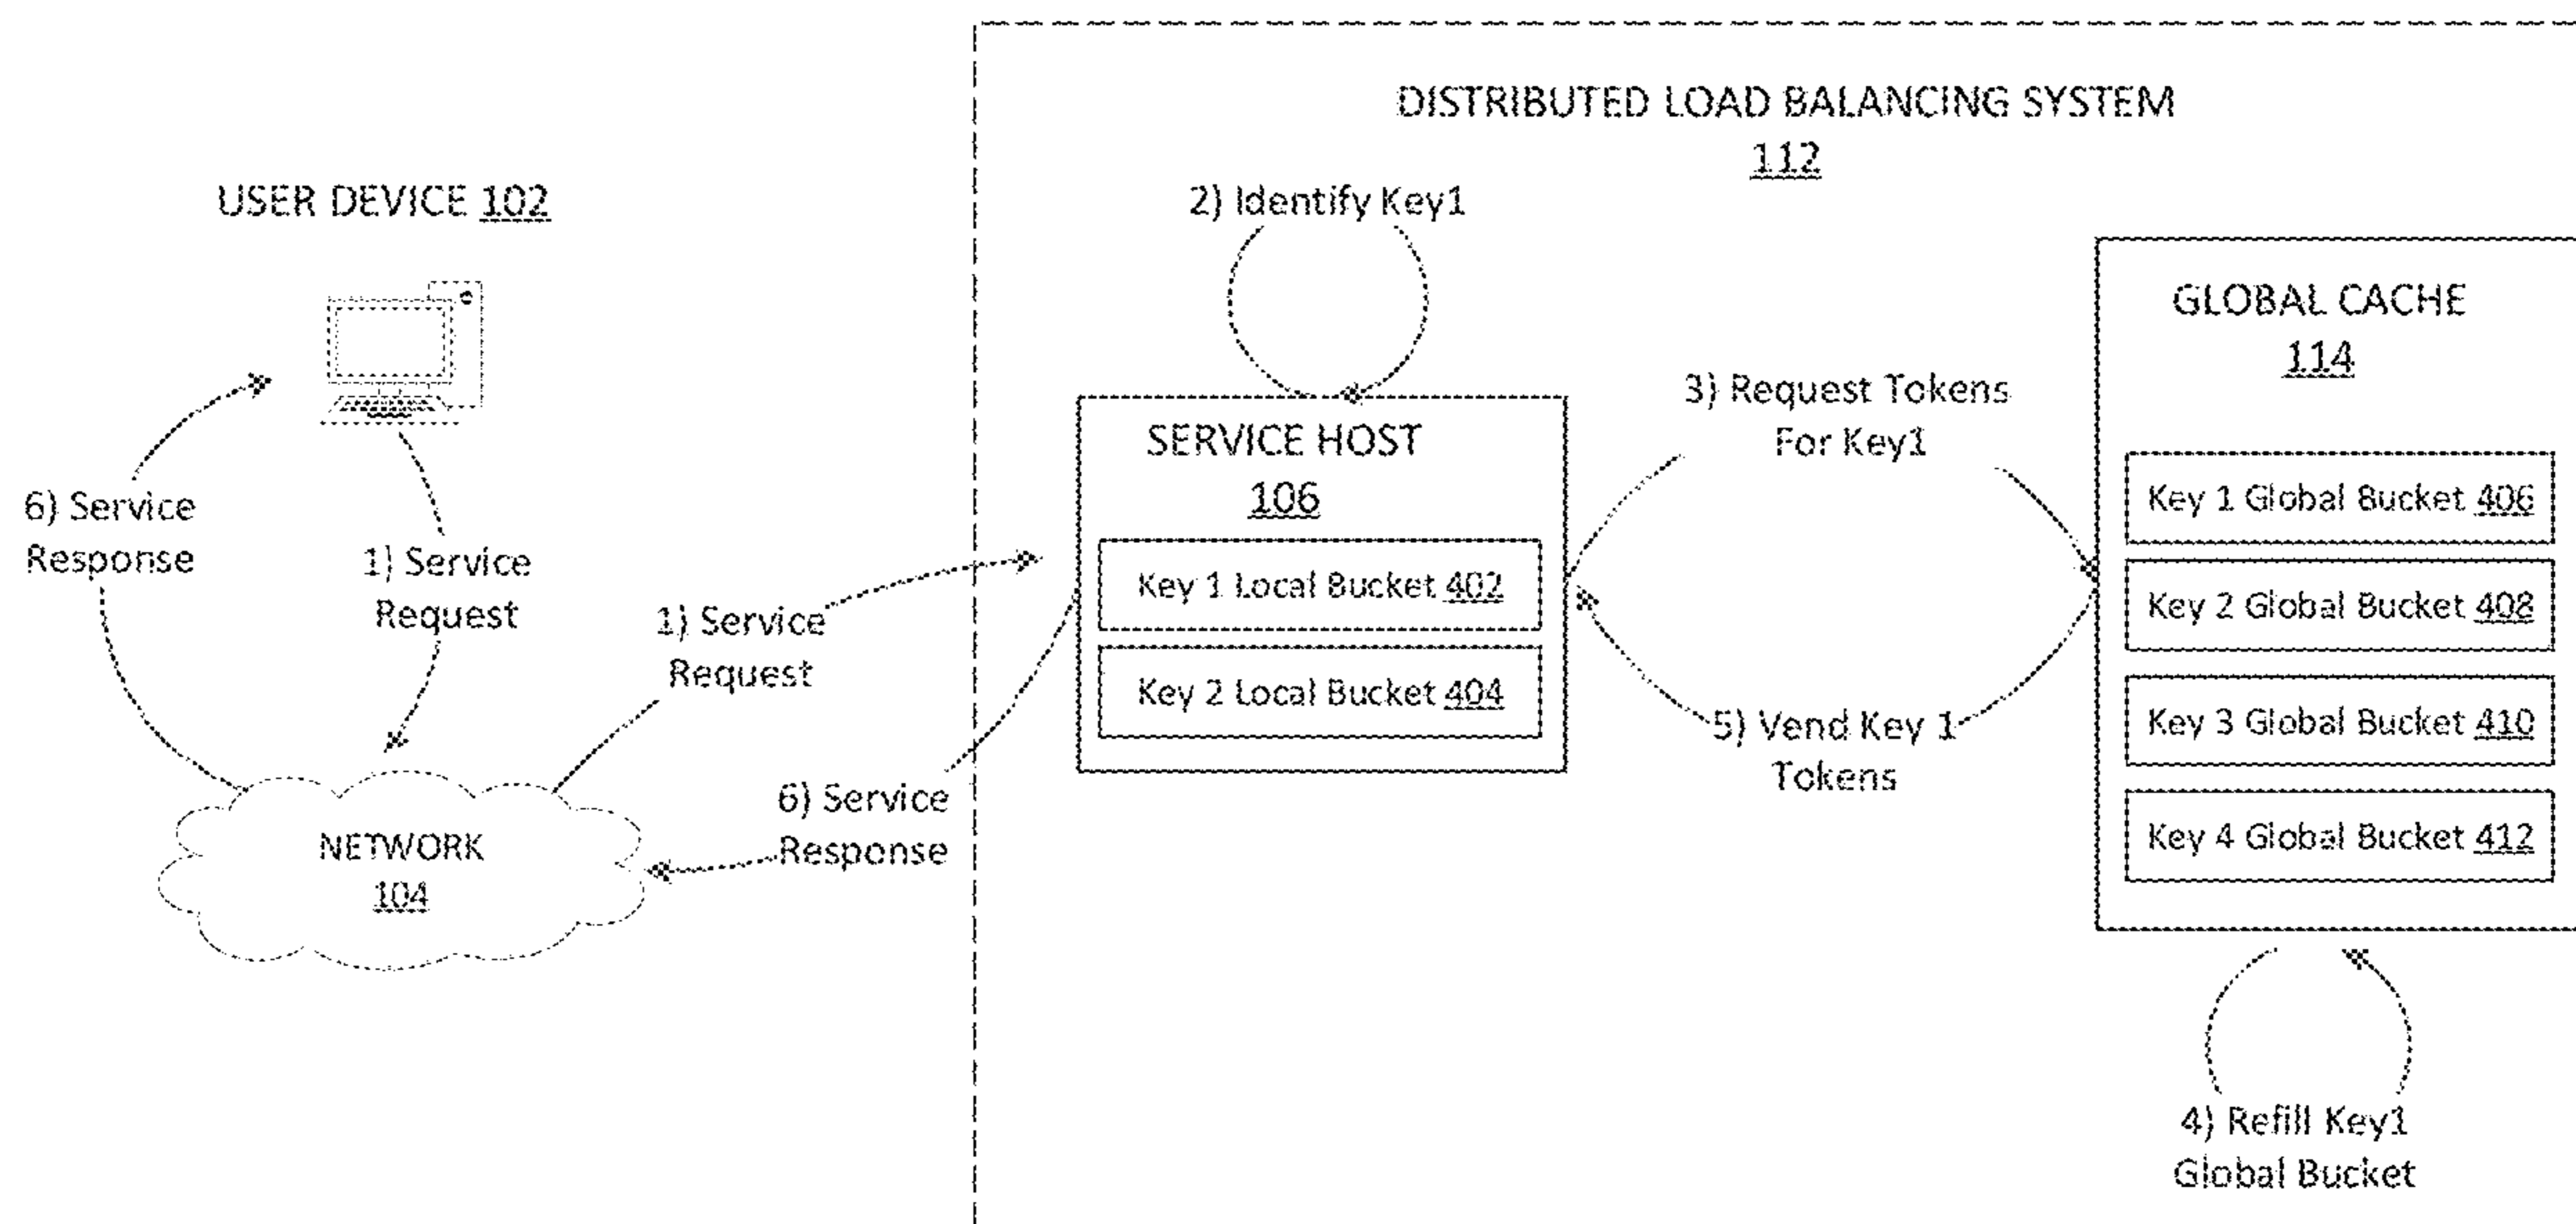 DISTRIBUTED LOAD BALANCING SYSTEM
112
USER DEVICE 102
2) Identify Key1
GLOBAL CACHE
114
3) Request Tokens
For Key1
SERVICE HOST
106
Key 1 Local Bucket 402
Key 2 Local Bucket 404
Key 1 Global Bucket 406
Key 2 Global Bucket 408
Key 3 Global Bucket 410
Key 4 Global Bucket 412
6) Service
Response
1) Service
Request
1) Service
Request
5) Vend Key 1
Tokens
6) Service
Response
NETWORK
104
4) Refill Key1
Global Bucket